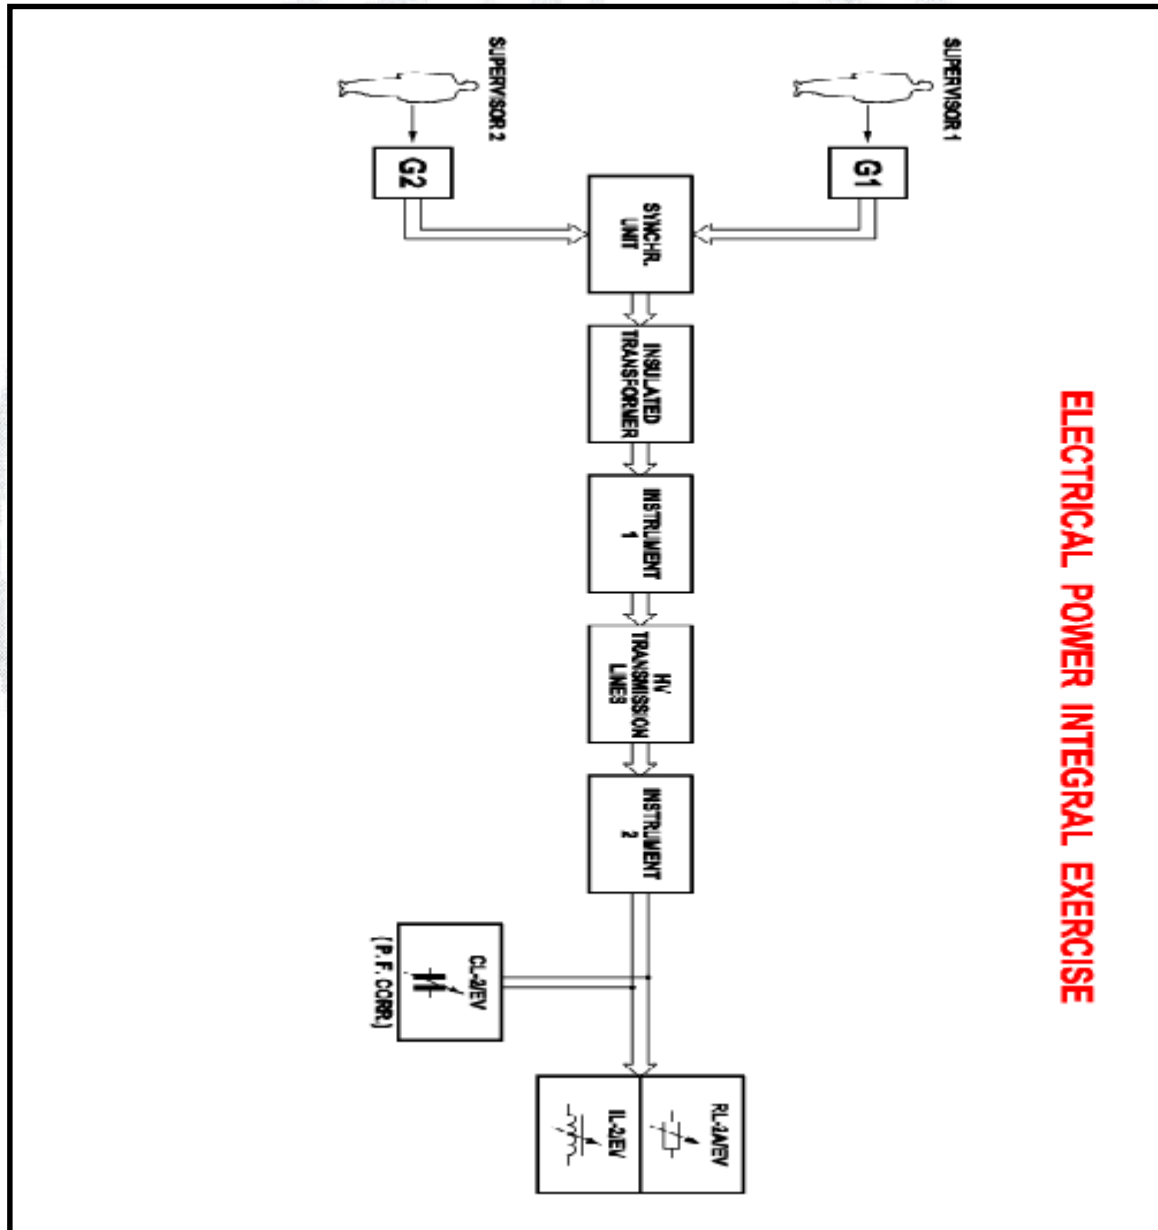 ELECTRICAL POWER INTEGRAL EXERCISE
SUPERVISOR 1
G1
SUPERVISOR 2
G2
SYNCHR.
UNIT
INSULATED
TRANSFORMER
INSTRUMENT
1
HV
TRANSMISSION
LINES
INSTRUMENT
2
CL-2/EV
( P.F. CORR.)
RL-2A/EV
IL-2/EV